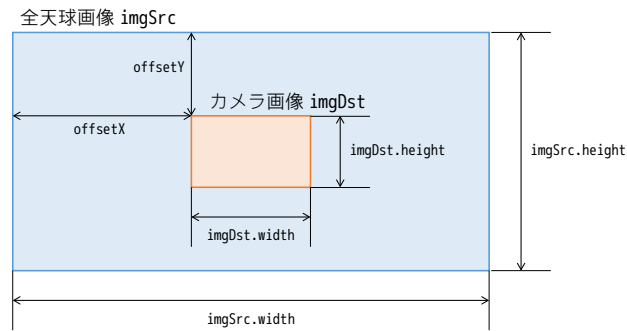 全天球画像 imgSrc
offsetY
カメラ画像 imgDst
offsetX
imgDst.height
imgSrc.height
imgDst.width
imgSrc.width